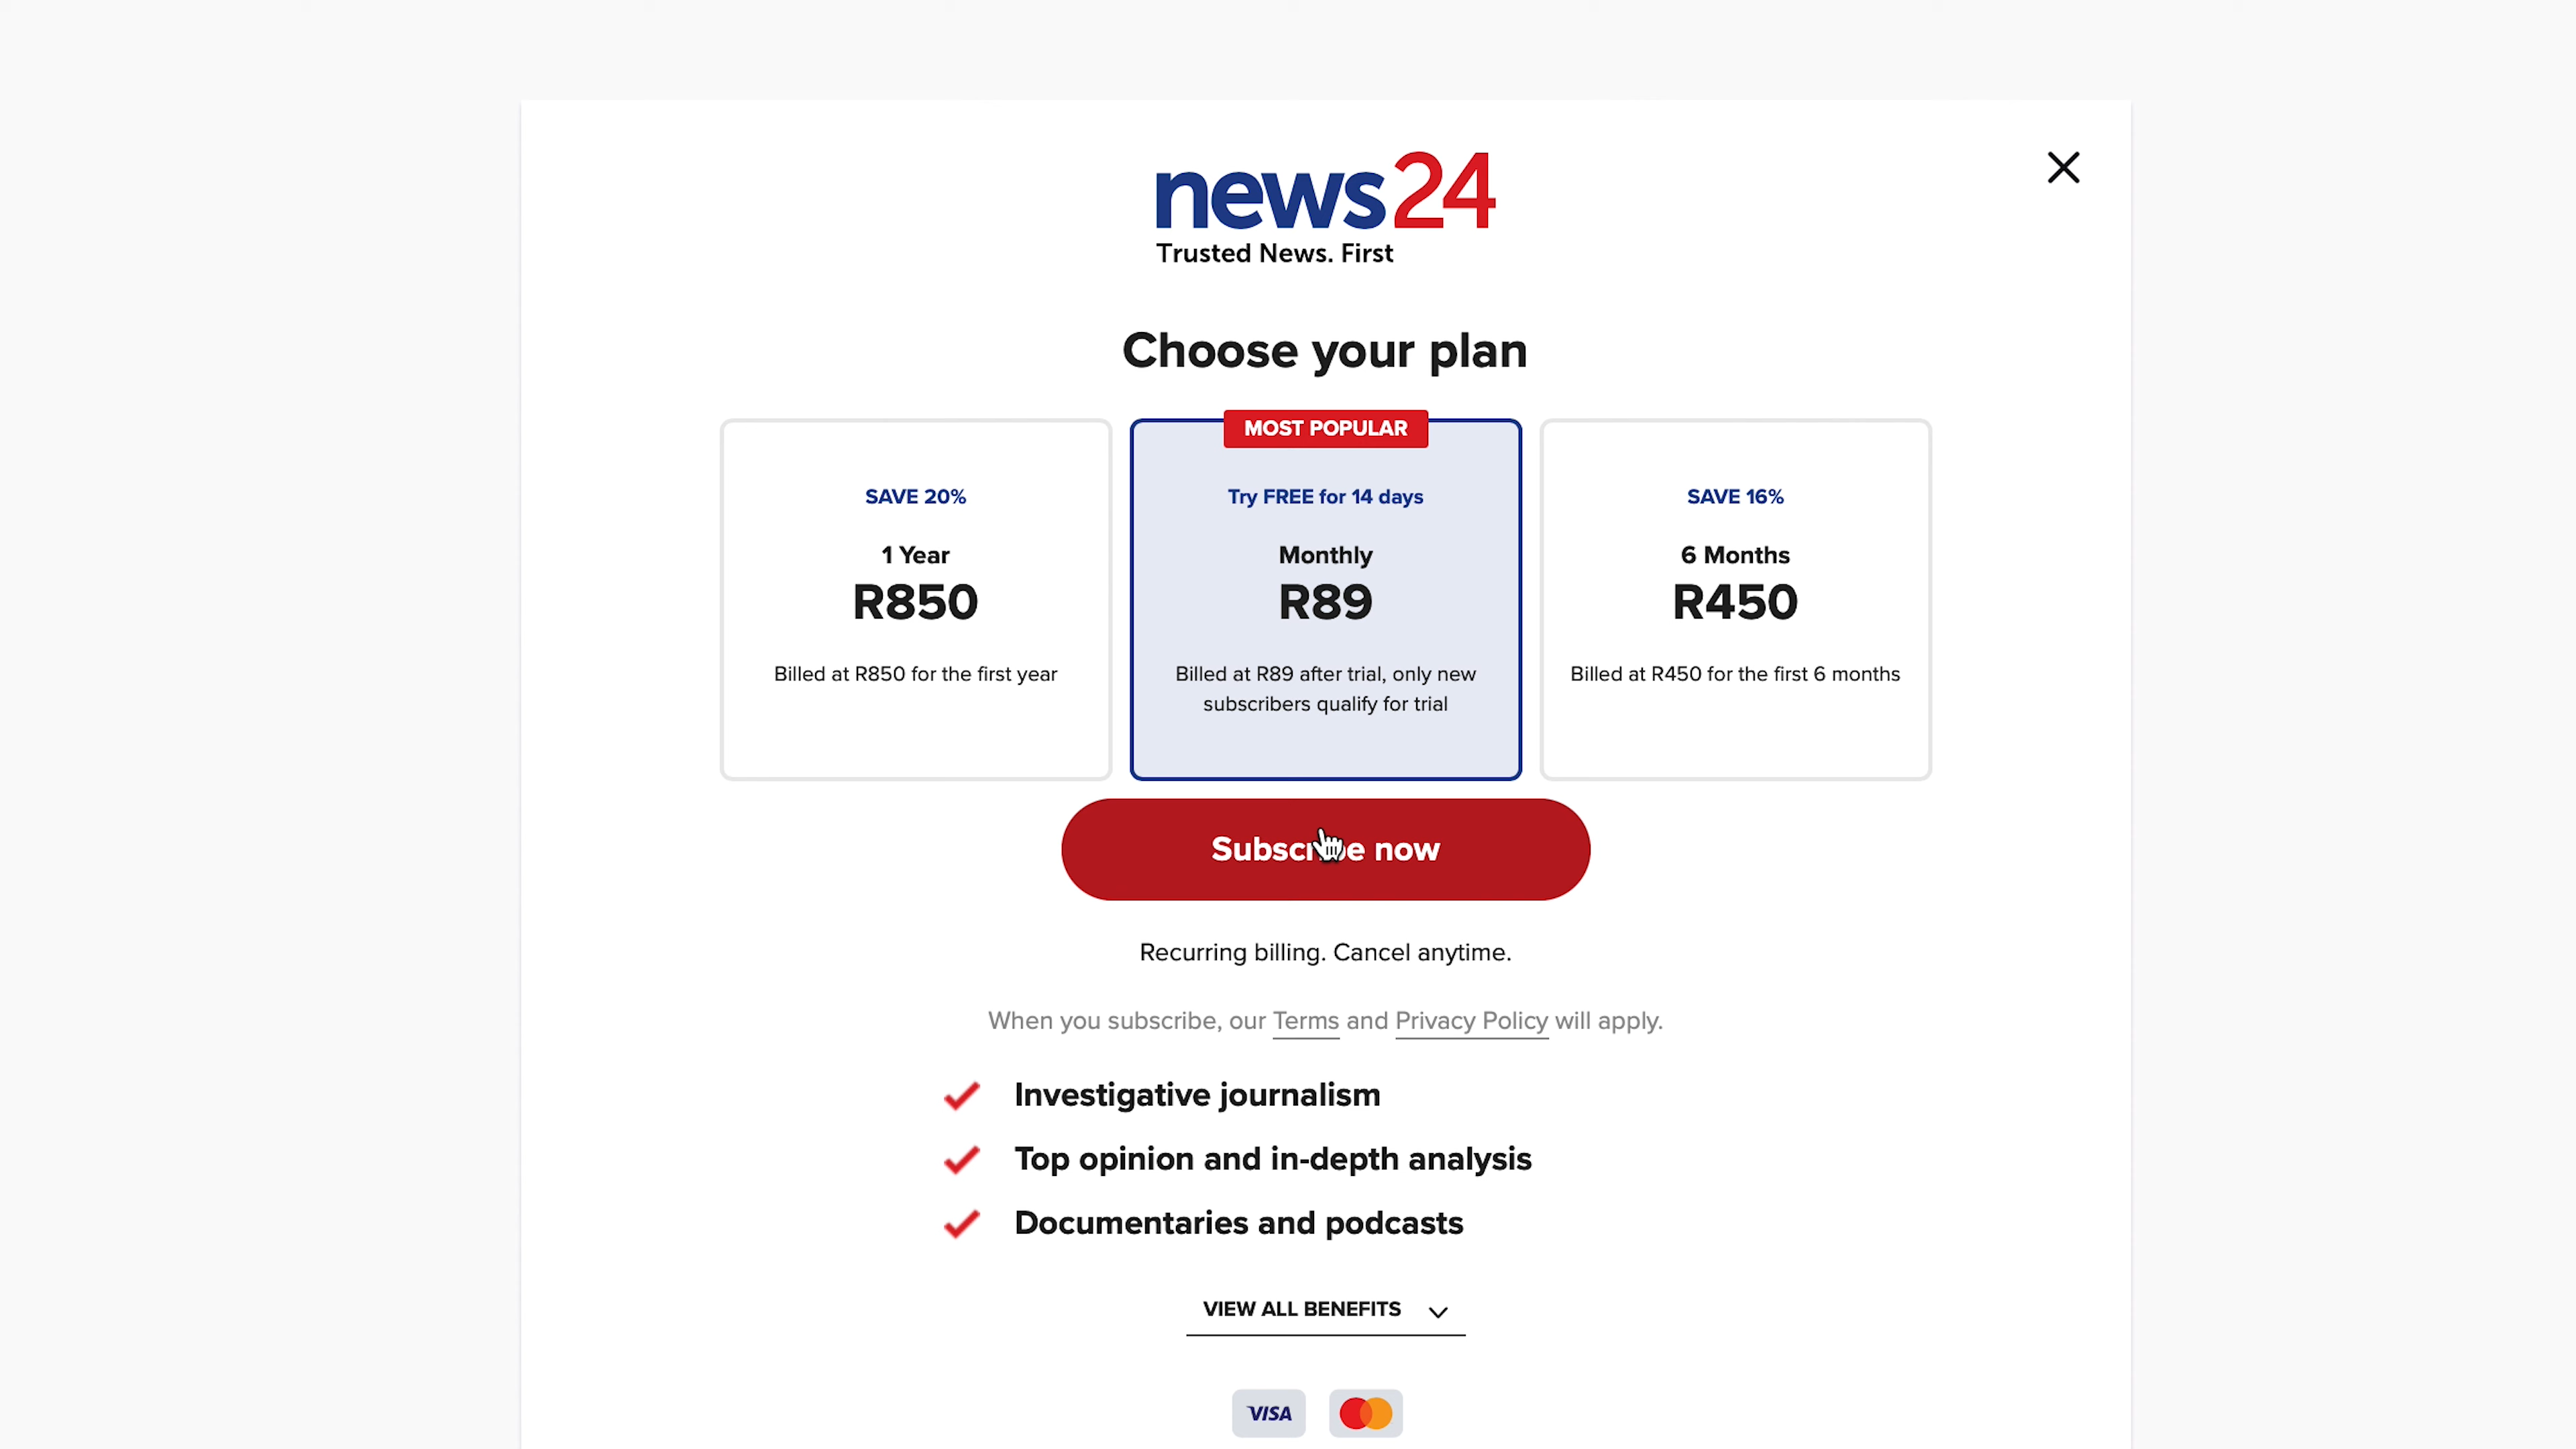 news24
Trusted News. First
Choose your plan
SAVE 20%
1 Year
R850
Billed at R850 for the first year
MOST POPULAR
Try FREE for 14 days
Monthly
R89
Billed at R89 after trial, only new
subscribers qualify for trial
SAVE 16%
6 Months
R450
Billed at R450 for the first 6 months
Subscribe now
Recurring billing. Cancel anytime.
When you subscribe, our Terms and Privacy Policy will apply.
Investigative journalism
Top opinion and in-depth analysis
Documentaries and podcasts
VIEW ALL BENEFITS
VISA